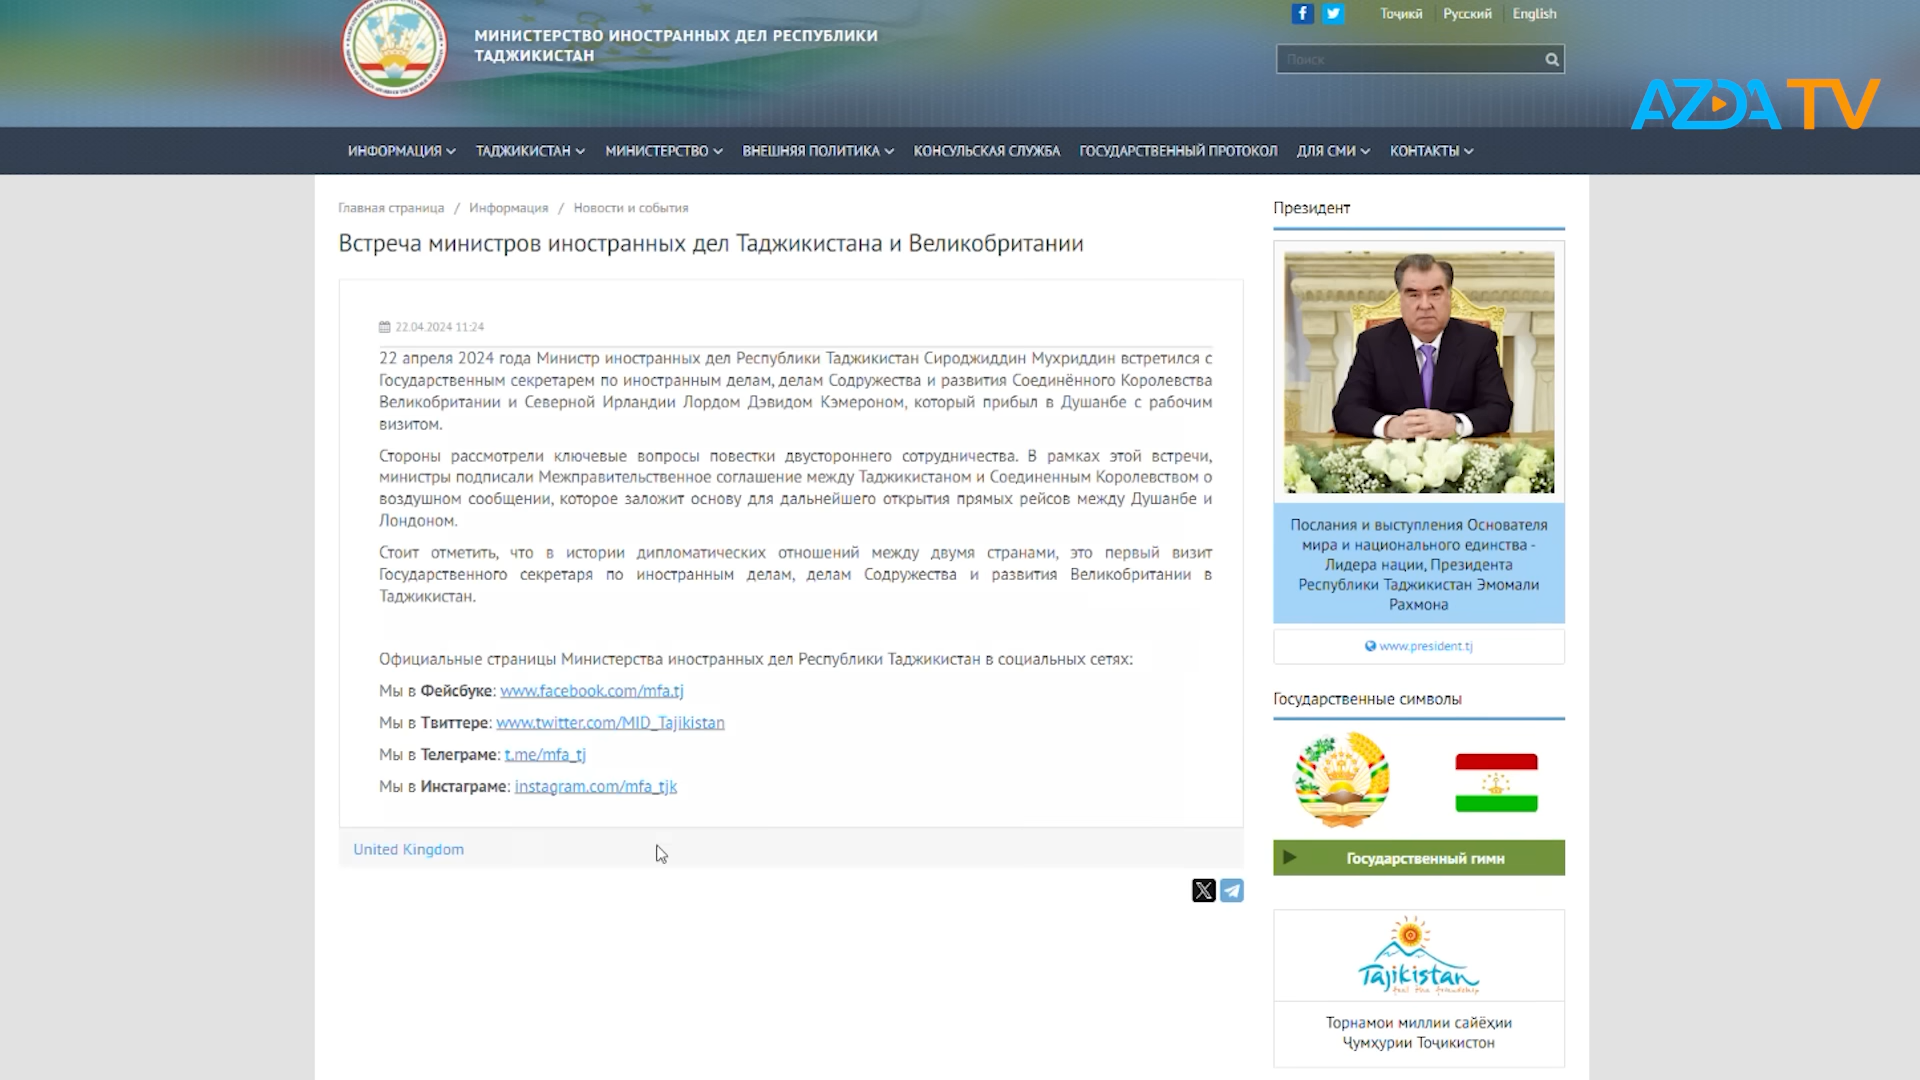 МИНИСТЕРСТВО ИНОСТРАННЫХ ДЕЛ РЕСПУБЛИКИ
ТАДЖИКИСТАН
Тоҷикӣ
Русский
English
Поиск
AZDA TV
ИНФОРМАЦИЯ
ТАДЖИКИСТАН
МИНИСТЕРСТВО
ВНЕШНЯЯ ПОЛИТИКА
КОНСУЛЬСКАЯ СЛУЖБА
ГОСУДАРСТВЕННЫЙ ПРОТОКОЛ
ДЛЯ СМИ
КОНТАКТЫ
Главная страница / Информация / Новости и события
Встреча министров иностранных дел Таджикистана и Великобритании
22.04.2024 11:24
22 апреля 2024 года Министр иностранных дел Республики Таджикистан Сироджиддин Мухриддин встретился с
Государственным секретарем по иностранным делам, делам Содружества и развития Соединённого Королевства
Великобритании и Северной Ирландии Лордом Дэвидом Кэмероном, который прибыл в Душанбе с рабочим
визитом.
Стороны рассмотрели ключевые вопросы повестки двустороннего сотрудничества. В рамках этой встречи,
министры подписали Межправительственное соглашение между Таджикистаном и Соединенным Королевством о
воздушном сообщении, которое заложит основу для дальнейшего открытия прямых рейсов между Душанбе и
Лондоном.
Стоит отметить, что в истории дипломатических отношений между двумя странами, это первый визит
Государственного секретаря по иностранным делам, делам Содружества и развития Великобритании в
Таджикистан.
Официальные страницы Министерства иностранных дел Республики Таджикистан в социальных сетях:
Мы в Фейсбуке: www.facebook.com/mfa.tj
Мы в Твиттере: www.twitter.com/MID_Tajikistan
Мы в Телеграме: t.me/mfa_tj
Мы в Инстаграме: instagram.com/mfa_tjk
United Kingdom
Президент
Послания и выступления Основателя
мира и национального единства -
Лидера нации, Президента
Республики Таджикистан Эмомали
Рахмона
www.president.tj
Государственные символы
Государственный гимн
Tajikistan
feel the friendship
Торнамои миллии сайёҳии
Ҷумҳурии Тоҷикистон